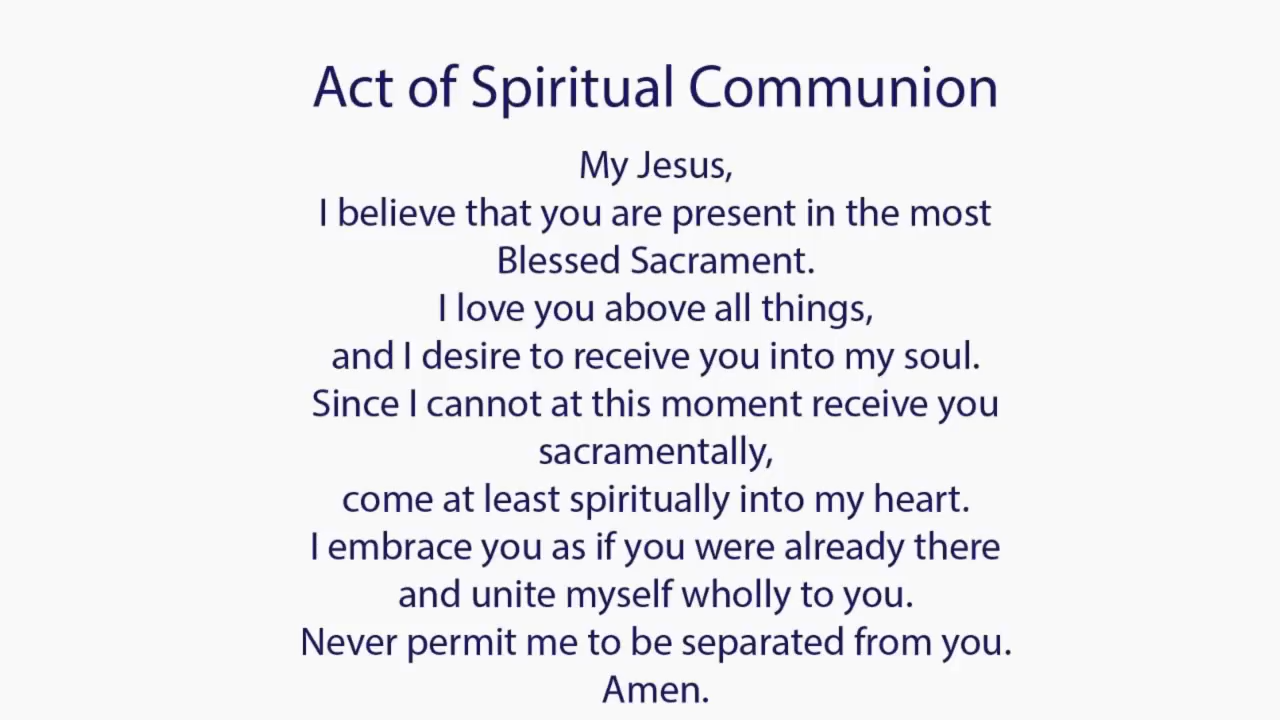 Act of Spiritual Communion
My Jesus,
I believe that you are present in the most
Blessed Sacrament.
I love you above all things,
and I desire to receive you into my soul.
Since I cannot at this moment receive you
sacramentally,
come at least spiritually into my heart.
I embrace you as if you were already there
and unite myself wholly to you.
Never permit me to be separated from you.
Amen.